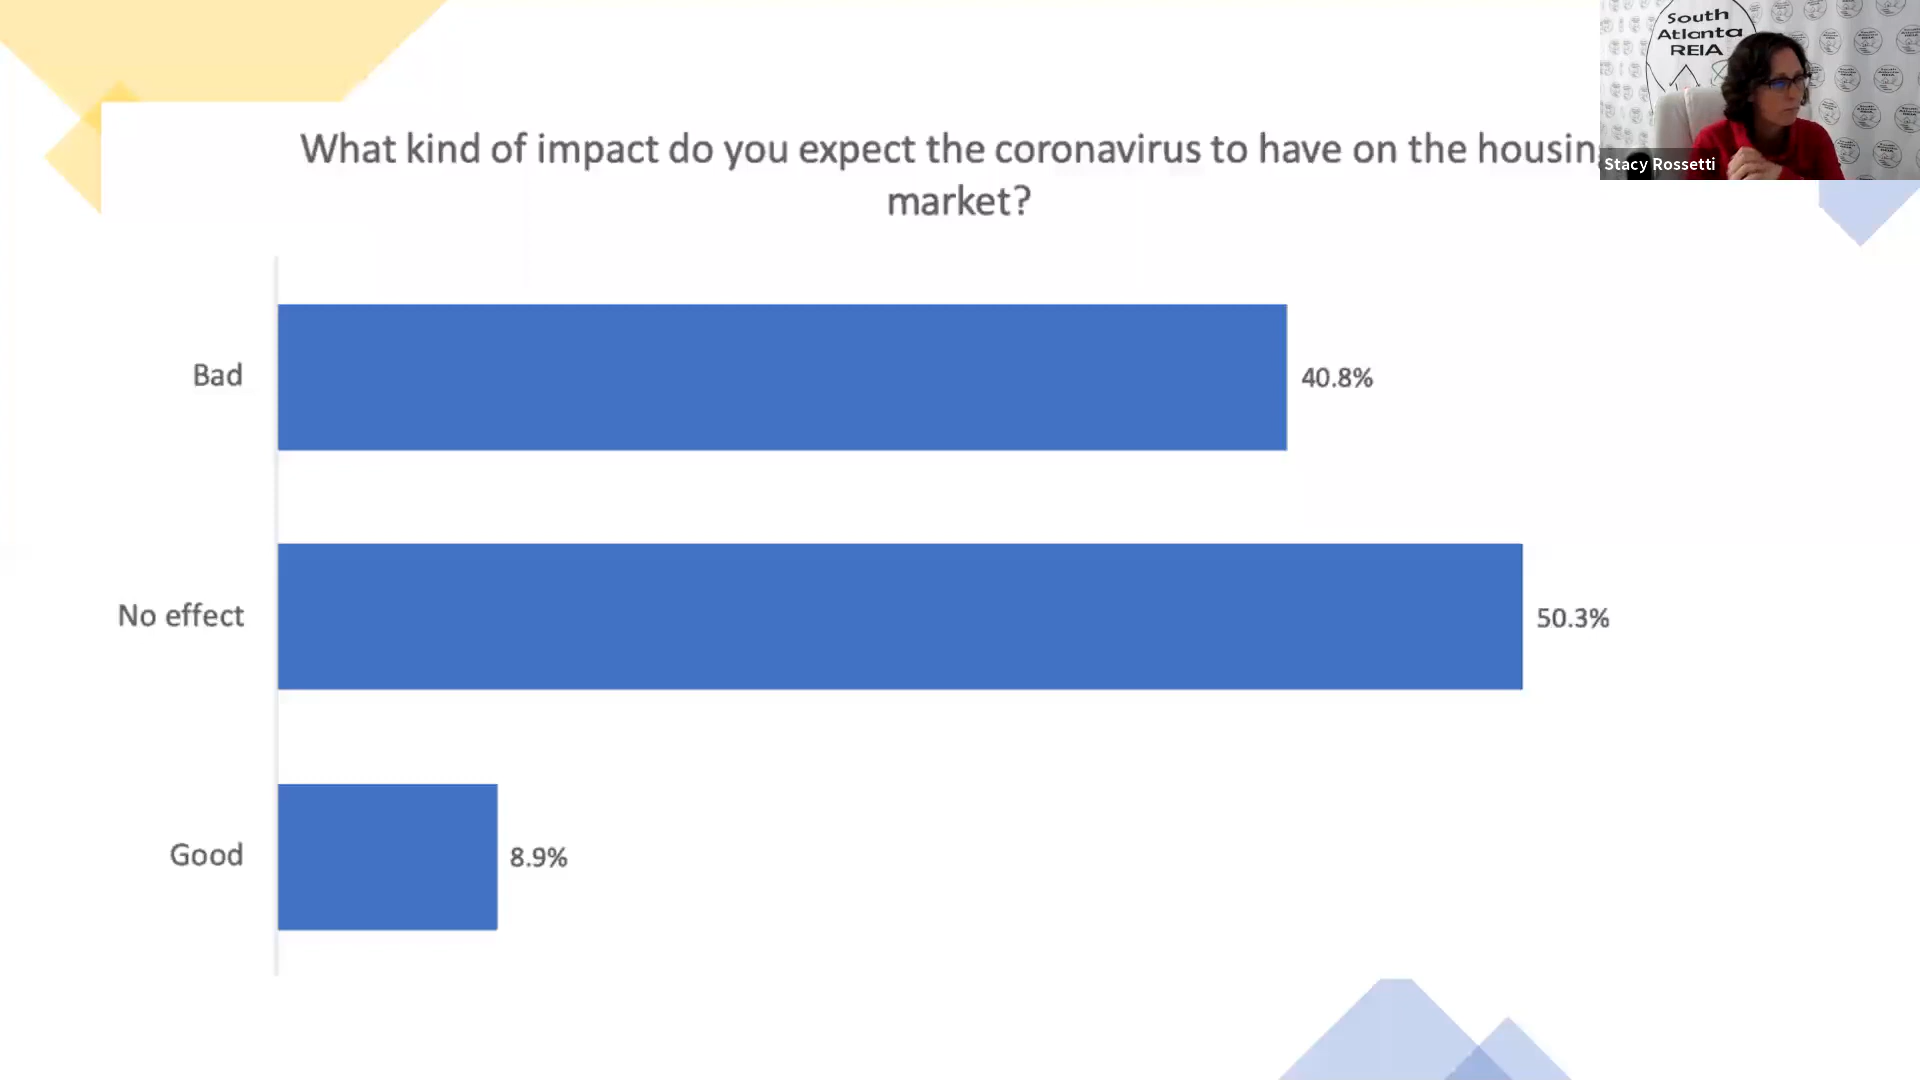 What kind of impact do you expect the coronavirus to have on the housin
market?
South
Atlanta
REIA
Stacy Rossetti
Bad
40.8%
No effect
50.3%
Good
8.9%